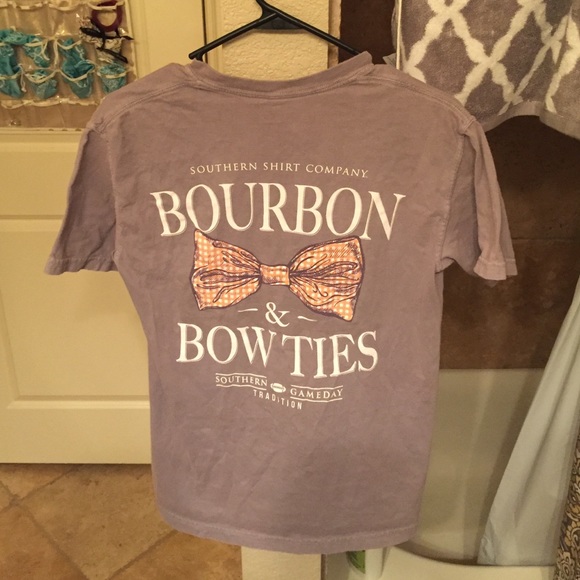 SOUTHERN SHIRT COMPANY.
BOURBON
&
BOW TIES
SOUTHERN GAMEDAY
TRADITION